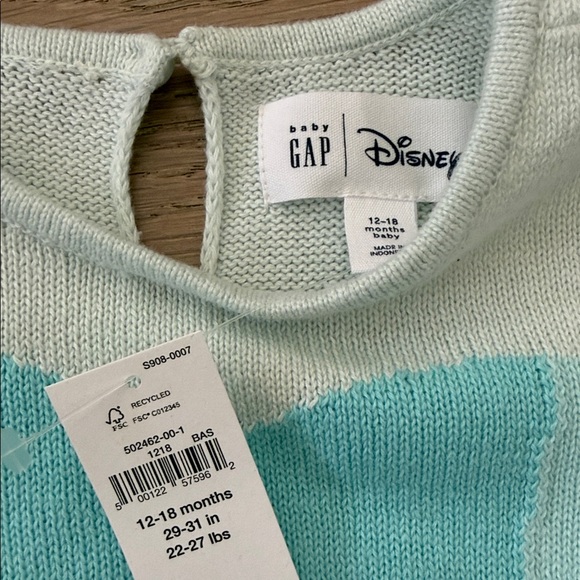 baby
GAP
Disney
12-18
months
baby
MADE IN
S908-0007
RECYCLED
FSC
FSC® C012345
502462-00-1
1218 BAS
5 00122 57596 2
12-18 months
29-31 in
22-27 lbs